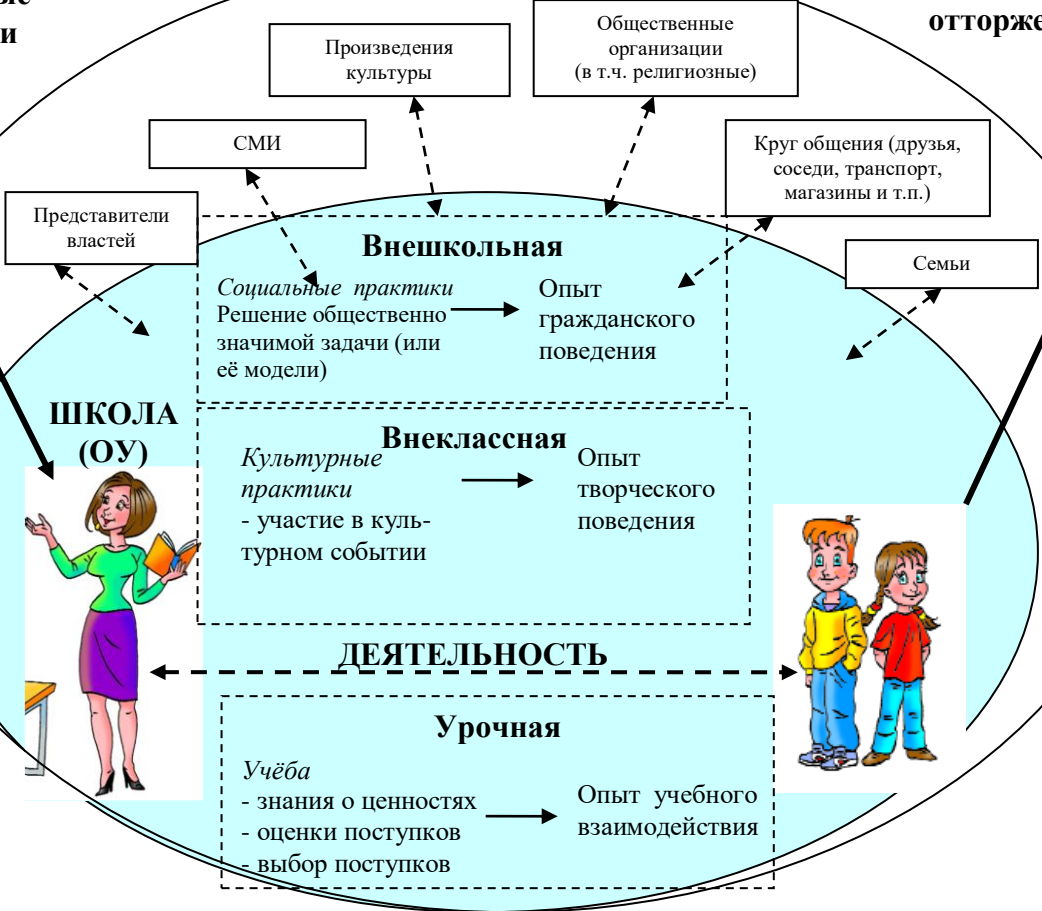 ые
и
отторже
Произведения
культуры
Общественные
организации
(в т.ч. религиозные)
СМИ
Круг общения (друзья,
соседи, транспорт,
магазины и т.п.)
Представители
властей
Семьи
Внешкольная
Социальные практики
Решение общественно
значимой задачи (или
её модели)
Опыт
гражданского
поведения
ШКОЛА
(ОУ)
Внеклассная
Культурные
практики
- участие в куль-
турном событии
Опыт
творческого
поведения
ДЕЯТЕЛЬНОСТЬ
Урочная
Учёба
- знания о ценностях
- оценки поступков
- выбор поступков
Опыт учебного
взаимодействия